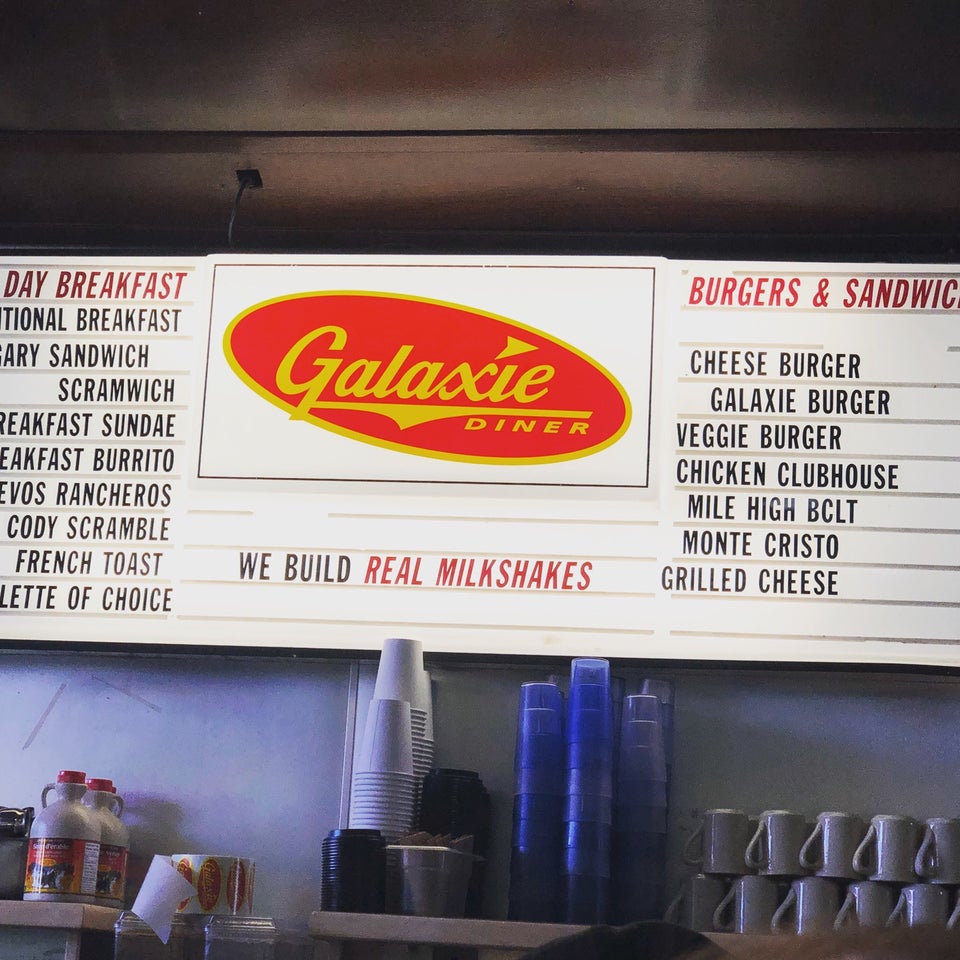 DAY BREAKFAST
ITIONAL BREAKFAST
GARY SANDWICH
SCRAMWICH
REAKFAST SUNDAE
EAKFAST BURRITO
EVOS RANCHEROS
CODY SCRAMBLE
FRENCH TOAST
LETTE OF CHOICE
Galaxie
DINER
WE BUILD REAL MILKSHAKES
BURGERS & SANDWIC
CHEESE BURGER
GALAXIE BURGER
VEGGIE BURGER
CHICKEN CLUBHOUSE
MILE HIGH BCLT
MONTE CRISTO
GRILLED CHEESE
d'érable